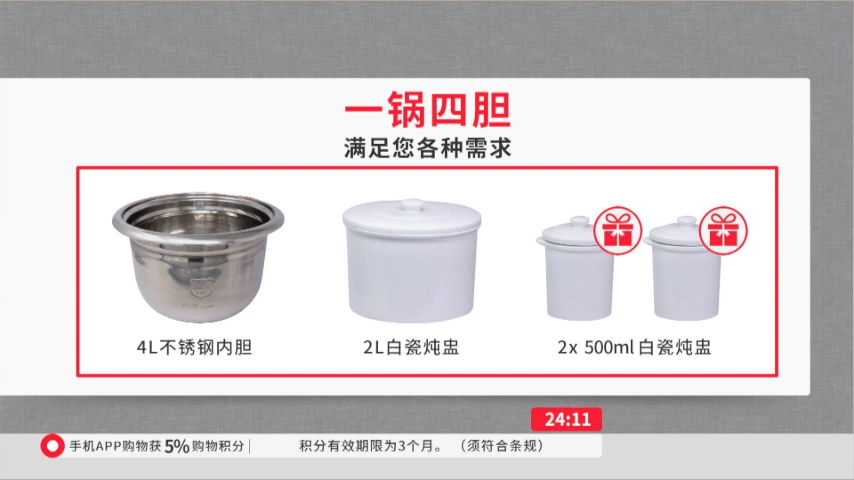 一锅四胆
满足您各种需求
4L不锈钢内胆
2L白瓷炖盅
2x 500ml白瓷炖盅
24:11
手机APP购物获5%购物积分
积分有效期限为3个月。（须符合条规）